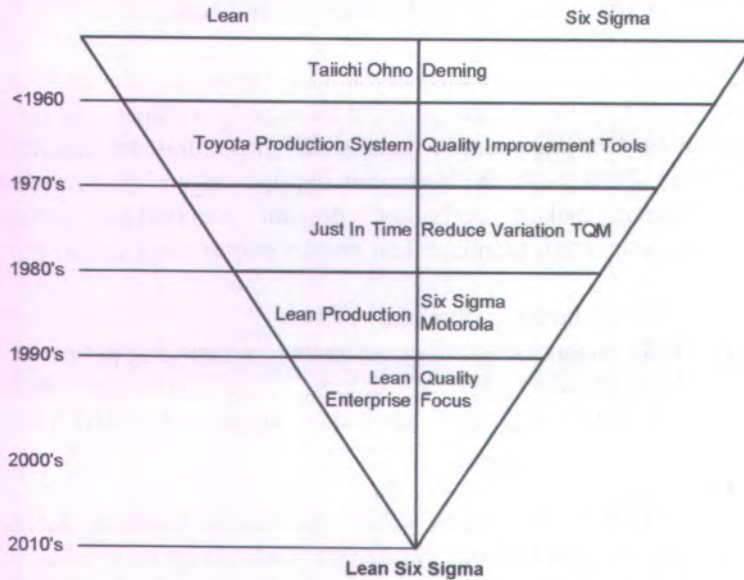 Lean Six Sigma
Taiichi Ohno Deming
<1960
Toyota Production System Quality Improvement Tools
1970's
Just In Time Reduce Variation TQM
1980's
Lean Production Six Sigma
Motorola
1990's
Lean Quality
Enterprise Focus
2000's
2010's
Lean Six Sigma